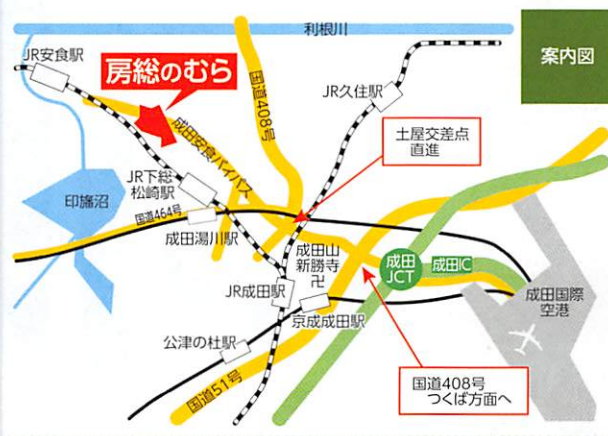 利根川
案内図
JR安食駅
房総のむら
国道408号
JR久住駅
成田安食バイパス
土屋交差点
直進
JR下総
松崎駅
印旛沼
国道464号
成田湯川駅
成田山
新勝寺
卍
成田
JCT
成田IC
JR成田駅
成田国際
空港
京成成田駅
公津の杜駅
国道51号
国道408号
つくば方面へ